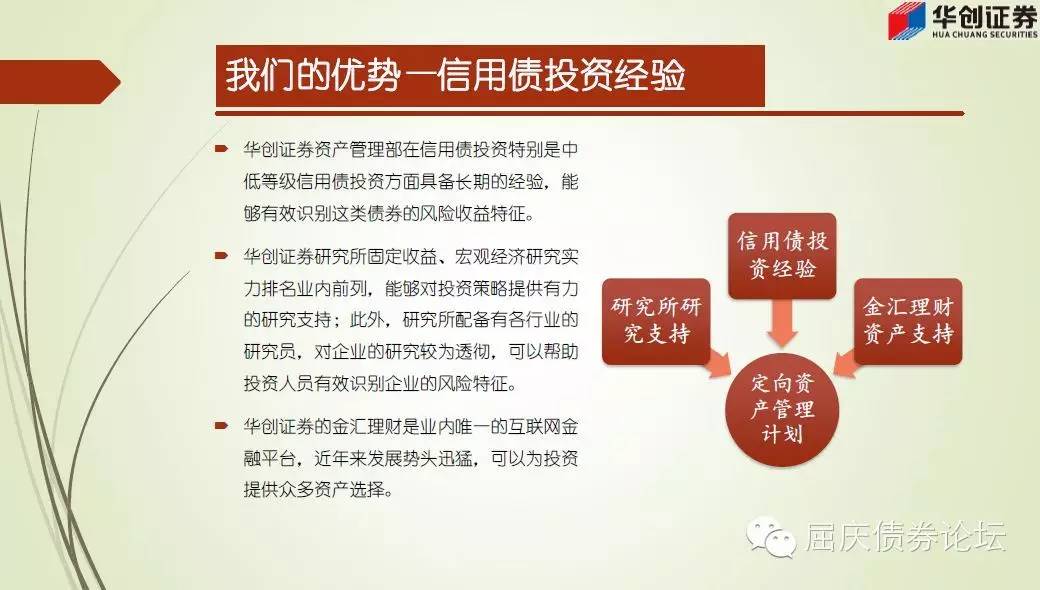 华创证券
HUA CHUANG SECURITIES
我们的优势—信用债投资经验
华创证券资产管理部在信用债投资特别是中
低等级信用债投资方面具备长期的经验，能
够有效识别这类债券的风险收益特征。
华创证券研究所固定收益、宏观经济研究实
力排名业内前列，能够对投资策略提供有力
的研究支持；此外，研究所配备有各行业的
研究员，对企业的研究较为透彻，可以帮助
投资人员有效识别企业的风险特征。
华创证券的金汇理财是业内唯一的互联网金
融平台，近年来发展势头迅猛，可以为投资
提供众多资产选择。
信用债投
资经验
研究所研
究支持
金汇理财
资产支持
定向资
产管理
计划
屈庆债券论坛